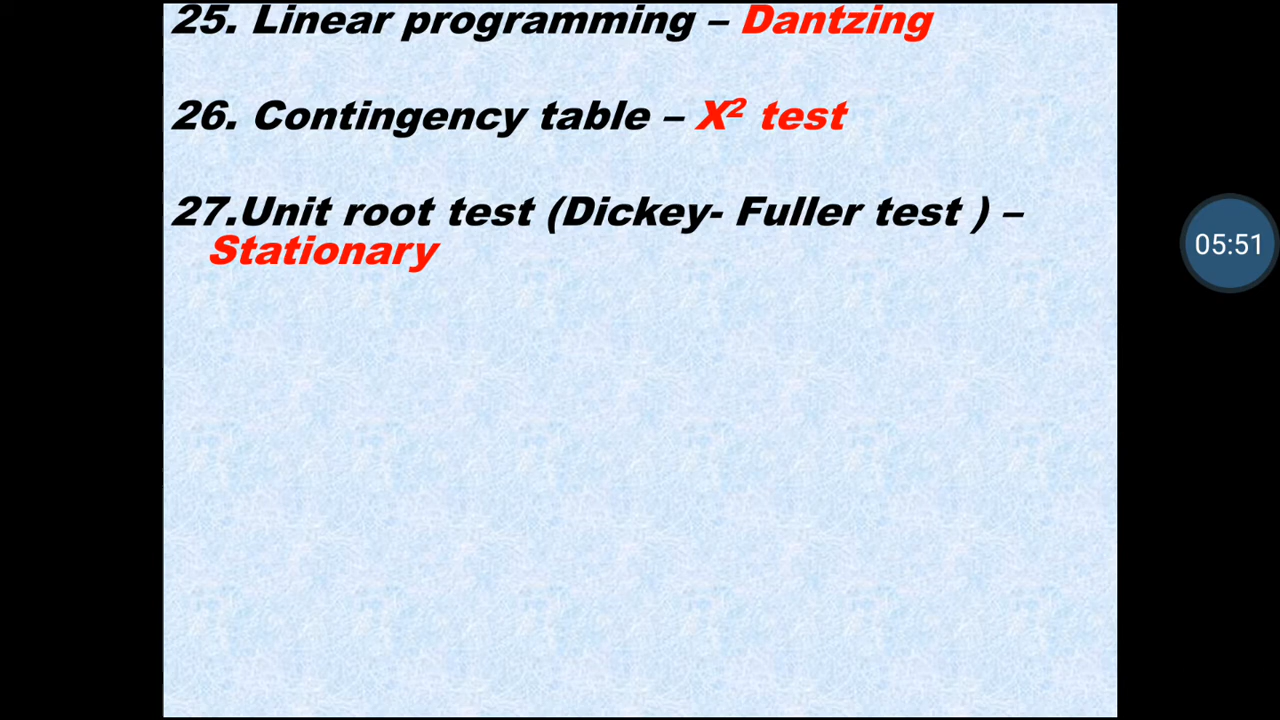 25. Linear programming – Dantzing
26. Contingency table – X² test
27.Unit root test (Dickey- Fuller test ) –
Stationary
05:51